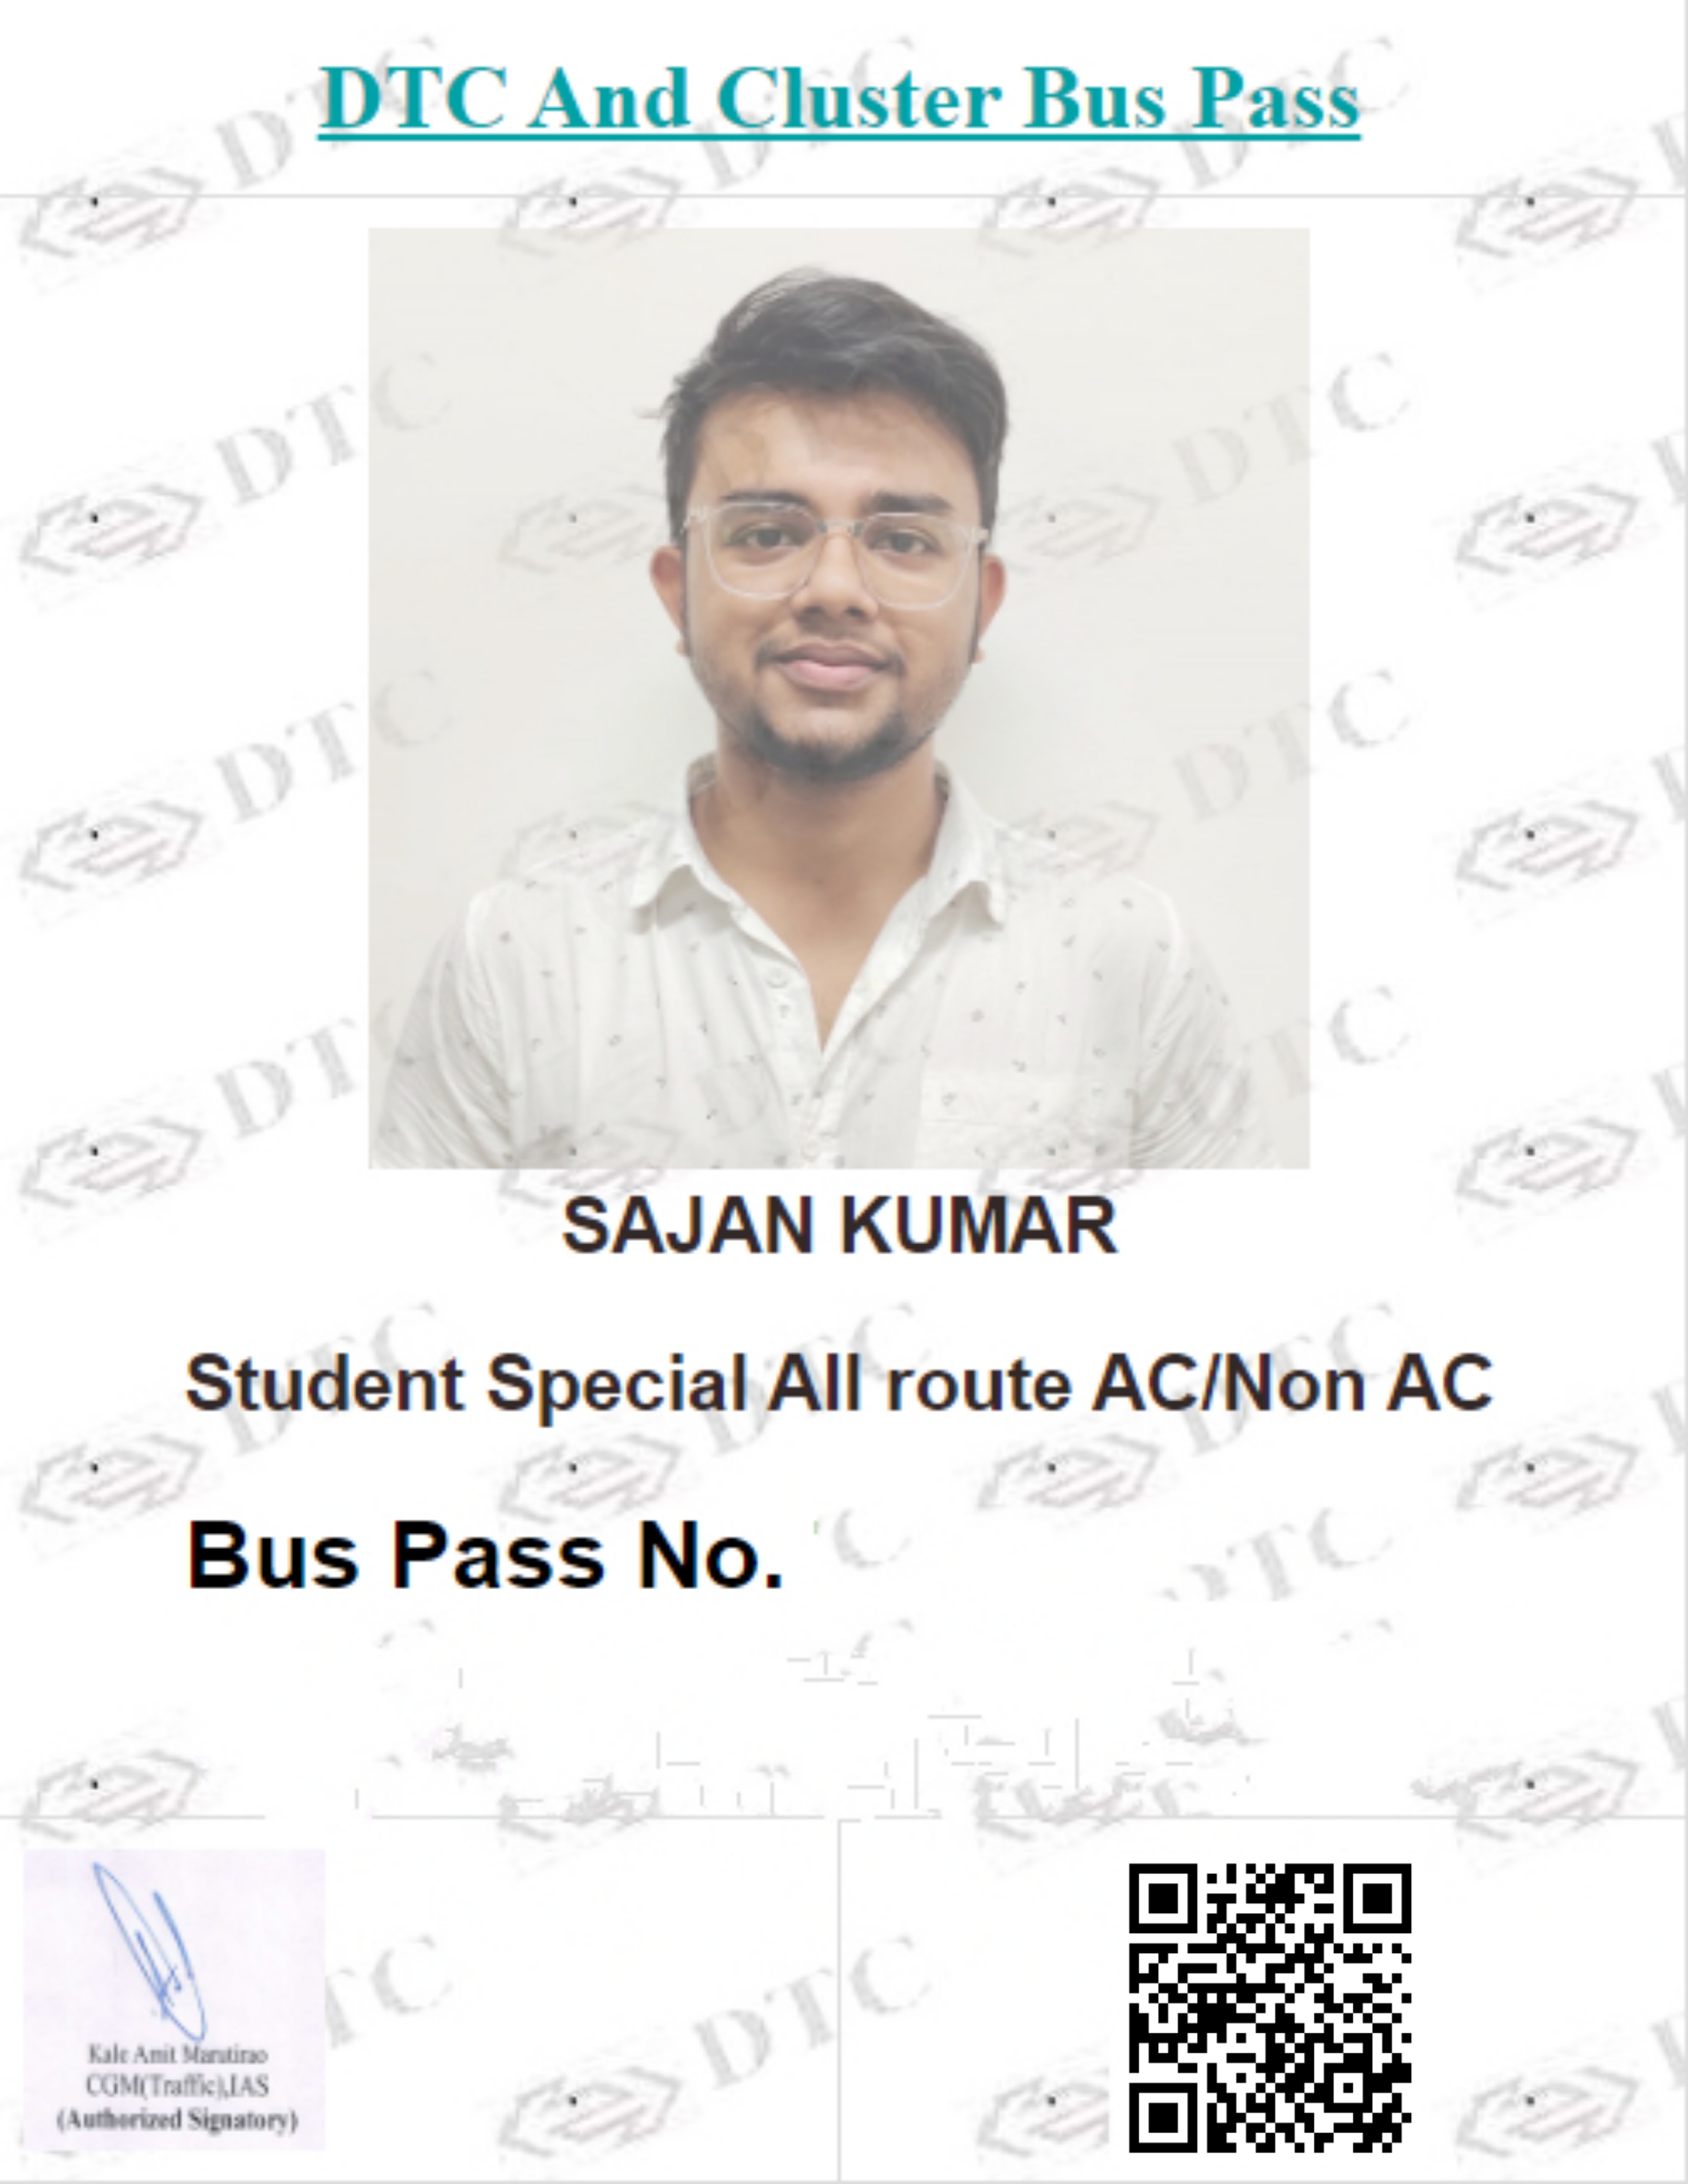 DTC And Cluster Bus Pass
SAJAN KUMAR
Student Special All route AC/Non AC
Bus Pass No.
Kale Amit Marutirao
CGM(Traffic),IAS
(Authorized Signatory)
DTC